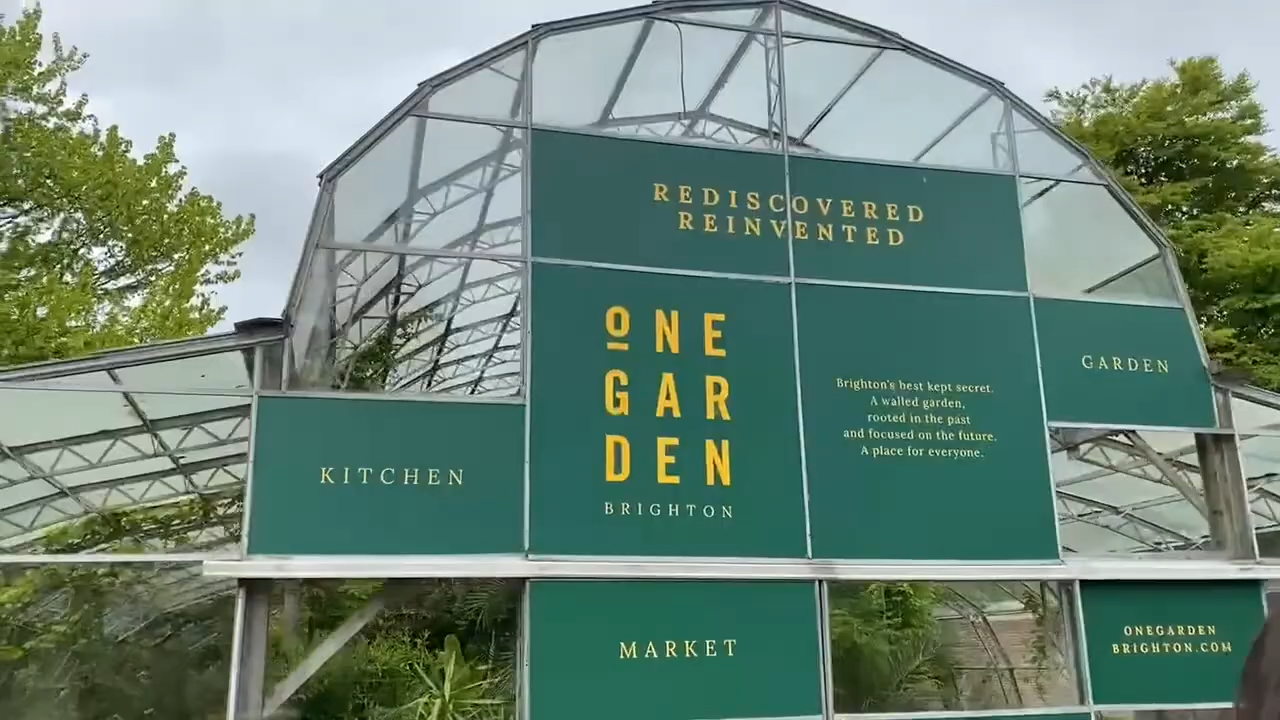 REDISCOVERED
REINVENTED
ONE
GAR
DEN
BRIGHTON
Brighton's best kept secret.
A walled garden,
rooted in the past
and focused on the future.
A place for everyone.
GARDEN
KITCHEN
MARKET
ONEGARDEN
BRIGHTON.COM